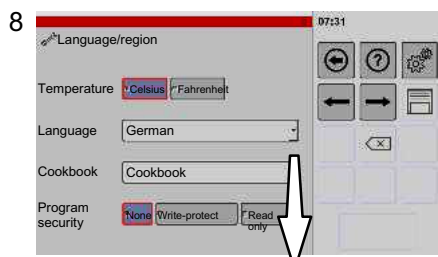 8
07:31
Language/region
Temperature Celsius Fahrenheit
Language German
Cookbook Cookbook
Program security None Write-protect Read only